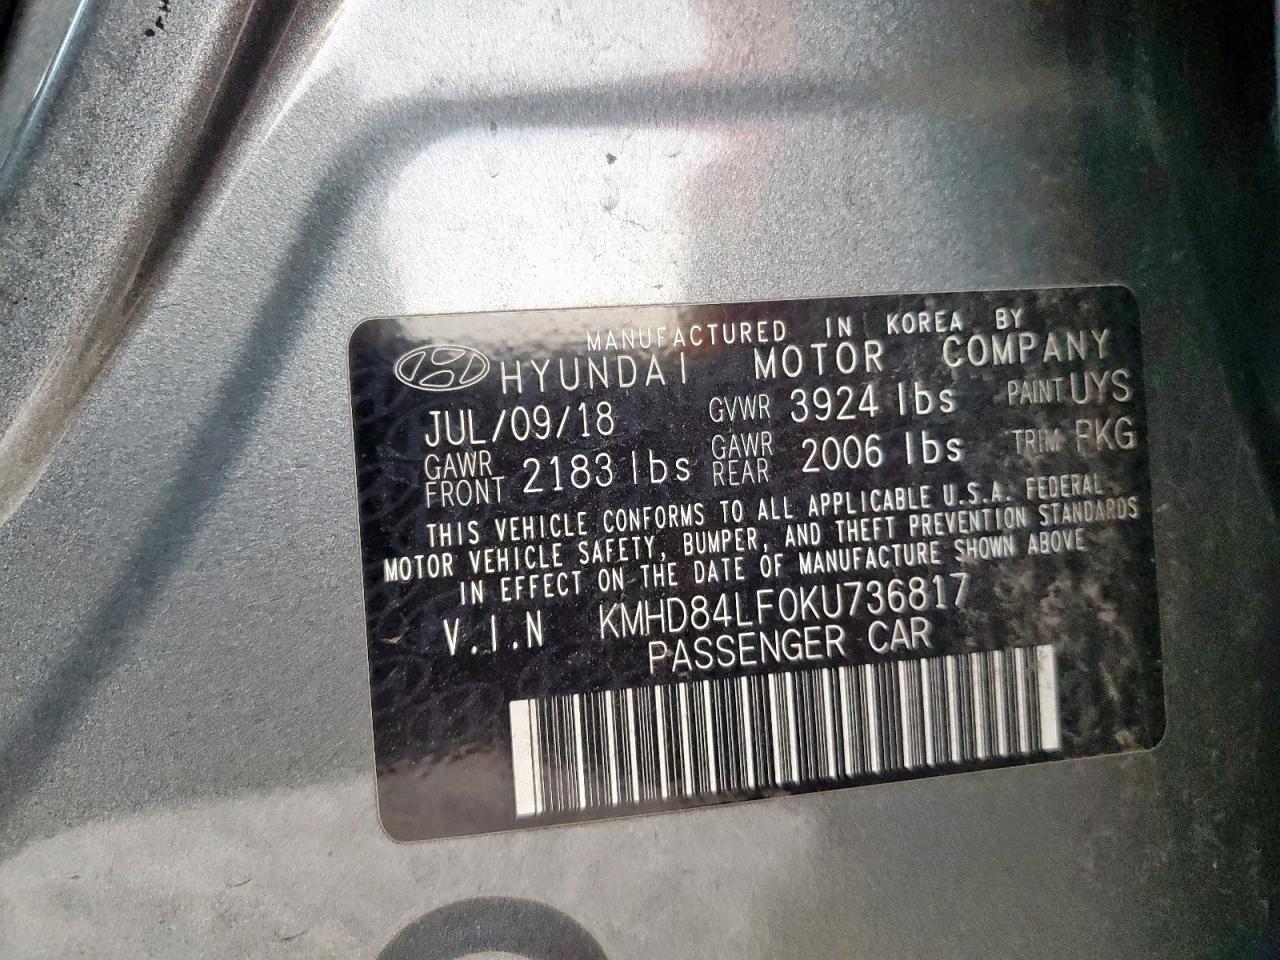 MANUFACTURED IN KOREA BY
HYUNDAI MOTOR COMPANY
JUL/09/18 GVWR 3924 lbs PAINT UYS
GAWR FRONT 2183 lbs GAWR REAR 2006 lbs TRIM PKG
THIS VEHICLE CONFORMS TO ALL APPLICABLE U.S.A. FEDERAL
MOTOR VEHICLE SAFETY, BUMPER, AND THEFT PREVENTION STANDARDS
IN EFFECT ON THE DATE OF MANUFACTURE SHOWN ABOVE
V.I.N KMHD84LF0KU736817
PASSENGER CAR